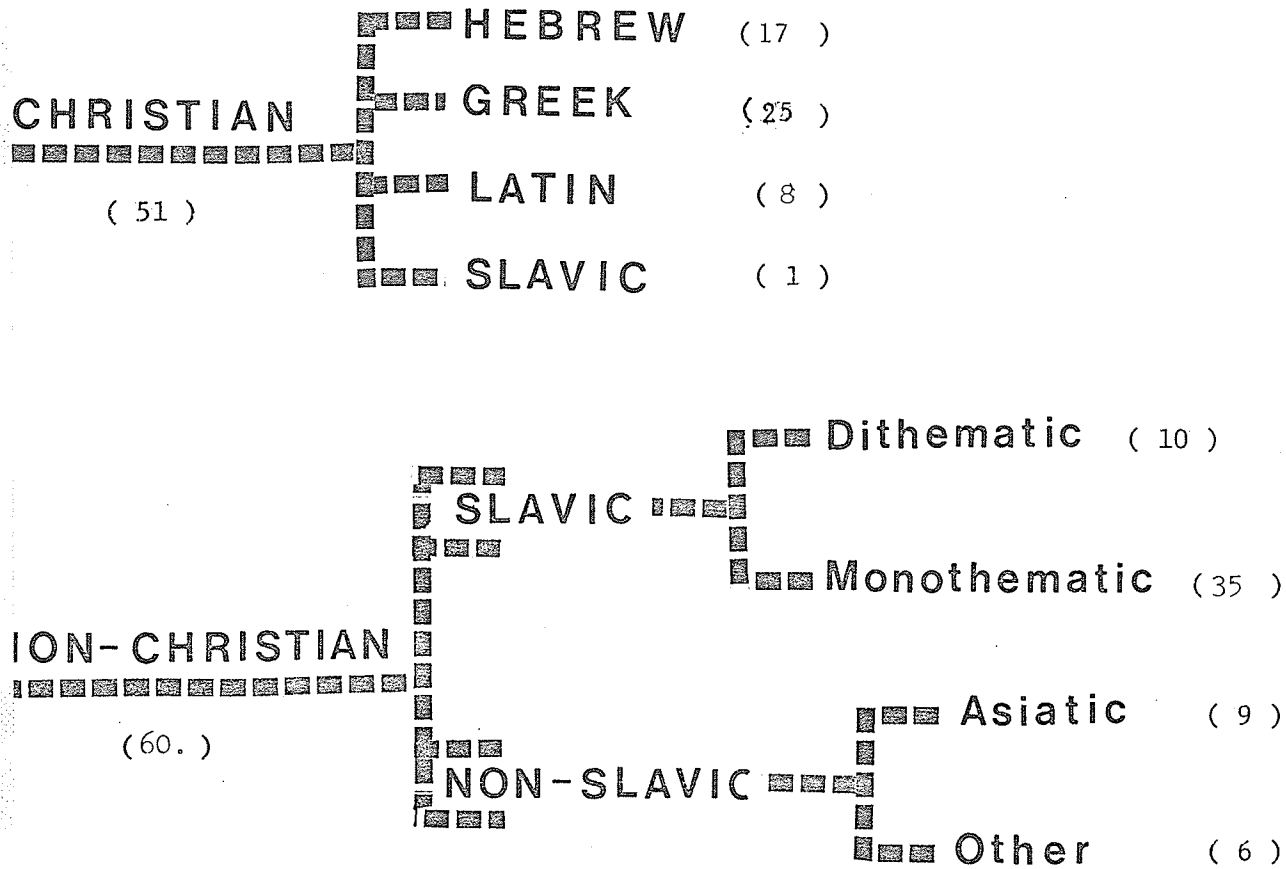 HEBREW (17 )
GREEK (25 )
CHRISTIAN
LATIN (8 )
( 51 )
SLAVIC ( 1 )
Dithematic ( 10 )
SLAVIC
Monothematic (35 )
ION-CHRISTIAN
Asiatic ( 9 )
(60. )
NON-SLAVIC
Other ( 6 )